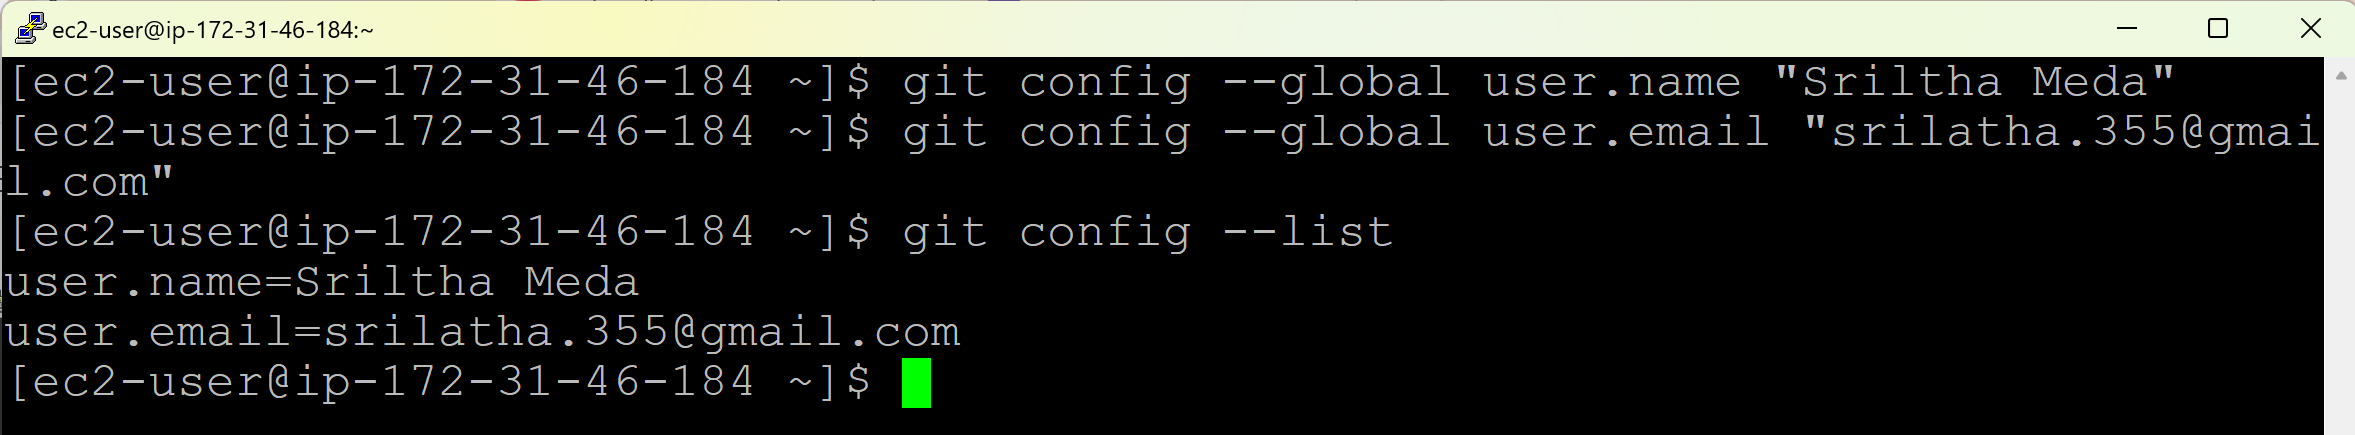 ec2-user@ip-172-31-46-184:~
[ec2-user@ip-172-31-46-184 ~]$ git config --global user.name "Sriltha Meda"
[ec2-user@ip-172-31-46-184 ~]$ git config --global user.email "srilatha.355@gmai
l.com"
[ec2-user@ip-172-31-46-184 ~]$ git config --list
user.name=Sriltha Meda
user.email=srilatha.355@gmail.com
[ec2-user@ip-172-31-46-184 ~]$